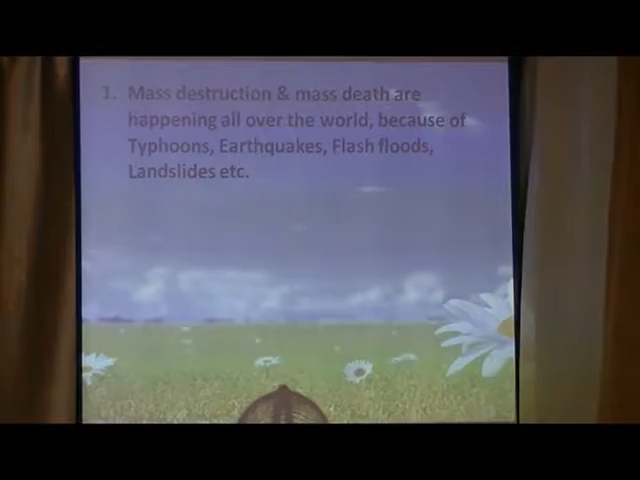 1. Mass destruction & mass death are
happening all over the world, because of
Typhoons, Earthquakes, Flash floods,
Landslides etc.